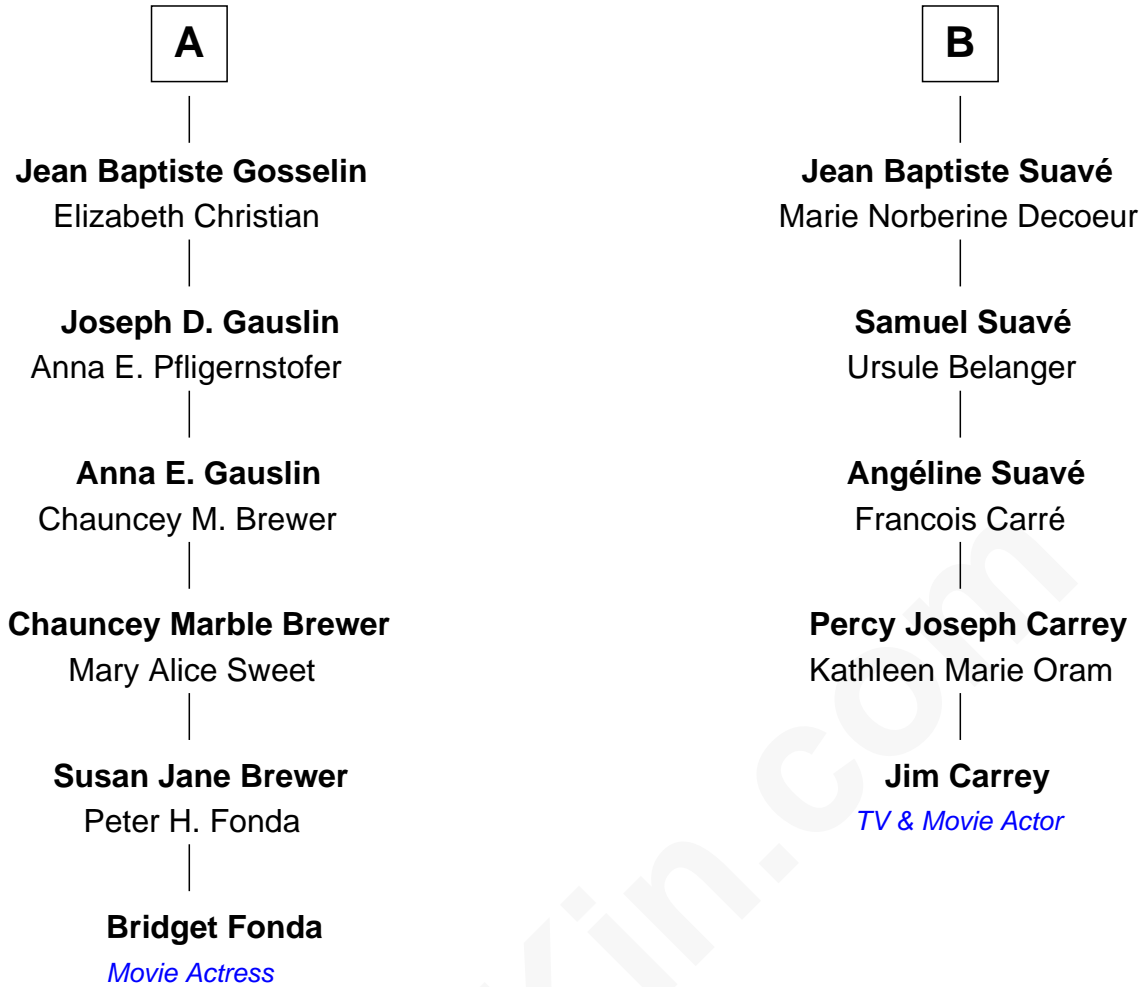 A
Jean Baptiste Gosselin
Elizabeth Christian
Joseph D. Gauslin
Anna E. Pfligernstofer
Anna E. Gauslin
Chauncey M. Brewer
Chauncey Marble Brewer
Mary Alice Sweet
Susan Jane Brewer
Peter H. Fonda
Bridget Fonda
Movie Actress
B
Jean Baptiste Suavé
Marie Norberine Decoeur
Samuel Suavé
Ursule Belanger
Angéline Suavé
Francois Carré
Percy Joseph Carrey
Kathleen Marie Oram
Jim Carrey
TV & Movie Actor
Kin.com